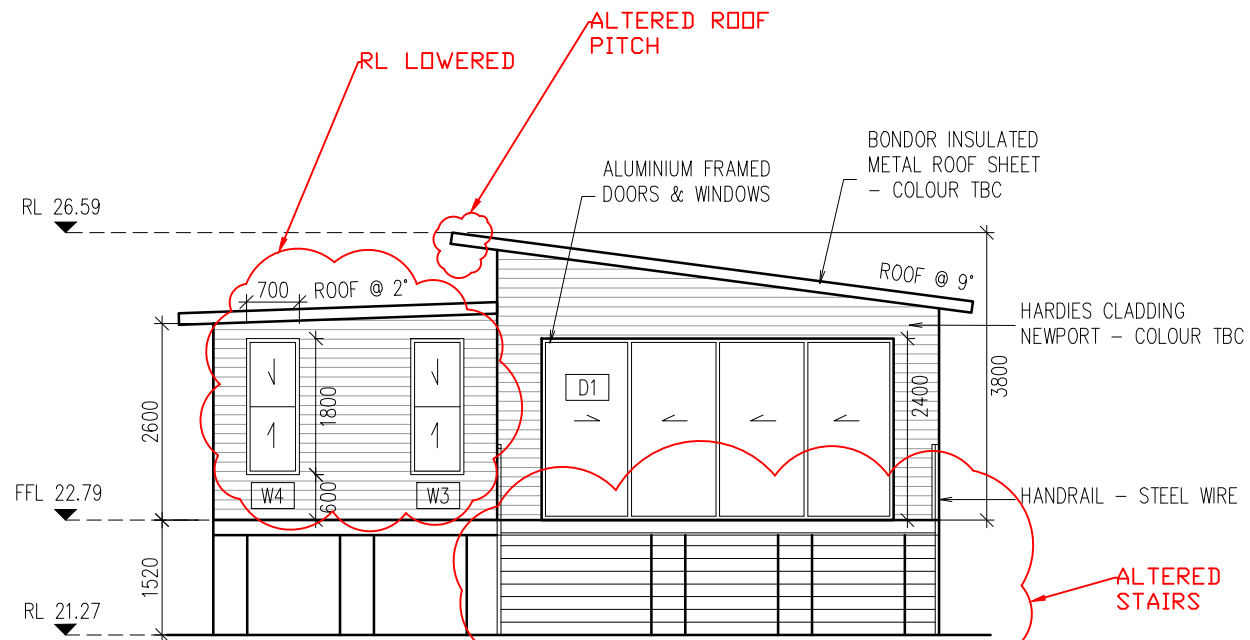 ALTERED ROOF
PITCH
RL LOWERED
BONDOR INSULATED
METAL ROOF SHEET
- COLOUR TBC
ALUMINIUM FRAMED
DOORS & WINDOWS
RL 26.59
ROOF @ 9°
700
ROOF @ 2°
HARDIES CLADDING
NEWPORT - COLOUR TBC
3800
D1
2400
1800
2600
W4
600
W3
FFL 22.79
HANDRAIL - STEEL WIRE
1520
ALTERED
STAIRS
RL 21.27